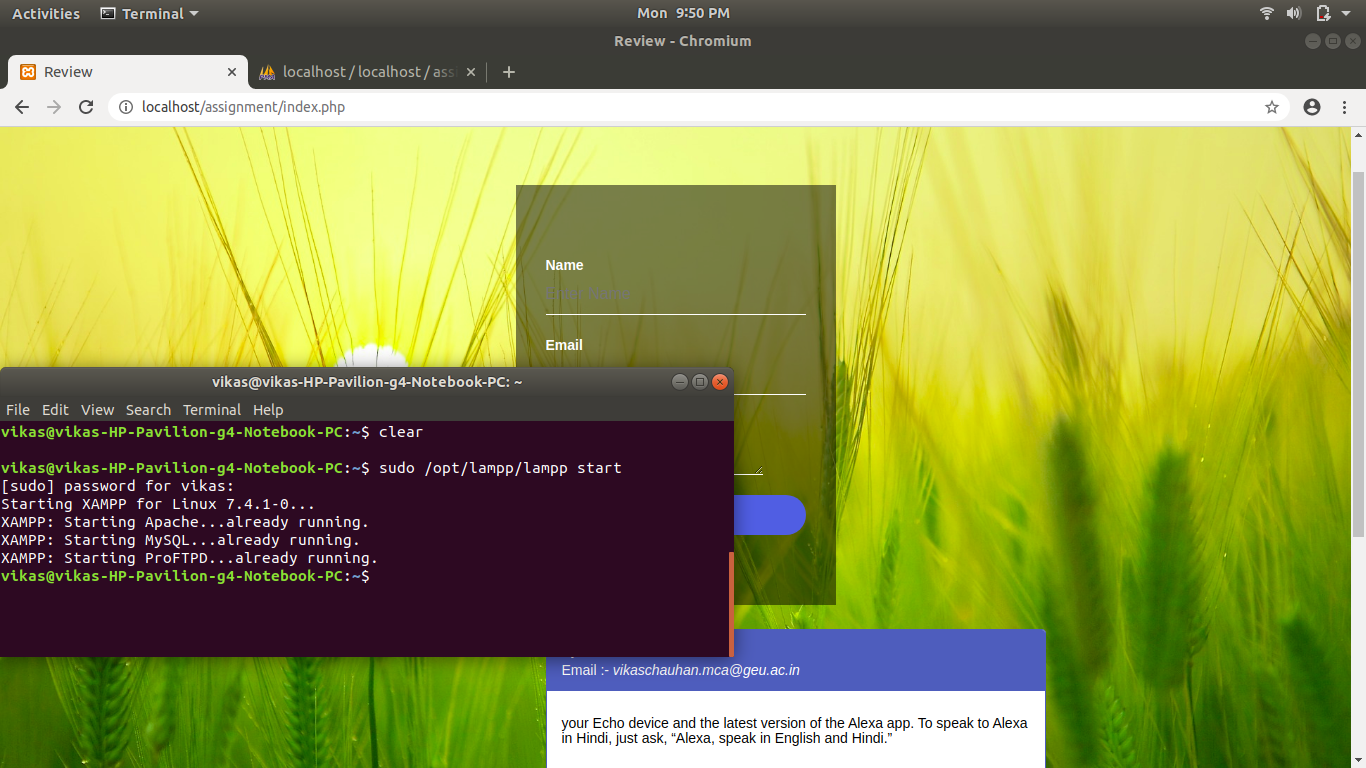 Activities Terminal Mon 9:50 PM
Review - Chromium
Review localhost / localhost / ass
localhost/assignment/index.php
Name
Enter Name
Email
vikas@vikas-HP-Pavilion-g4-Notebook-PC: ~
File Edit View Search Terminal Help
vikas@vikas-HP-Pavilion-g4-Notebook-PC:~$ clear
vikas@vikas-HP-Pavilion-g4-Notebook-PC:~$ sudo /opt/lampp/lampp start
[sudo] password for vikas:
Starting XAMPP for Linux 7.4.1-0...
XAMPP: Starting Apache...already running.
XAMPP: Starting MySQL...already running.
XAMPP: Starting ProFTPD...already running.
vikas@vikas-HP-Pavilion-g4-Notebook-PC:~$
Email :- vikaschauhan.mca@geu.ac.in
your Echo device and the latest version of the Alexa app. To speak to Alexa
in Hindi, just ask, “Alexa, speak in English and Hindi.”